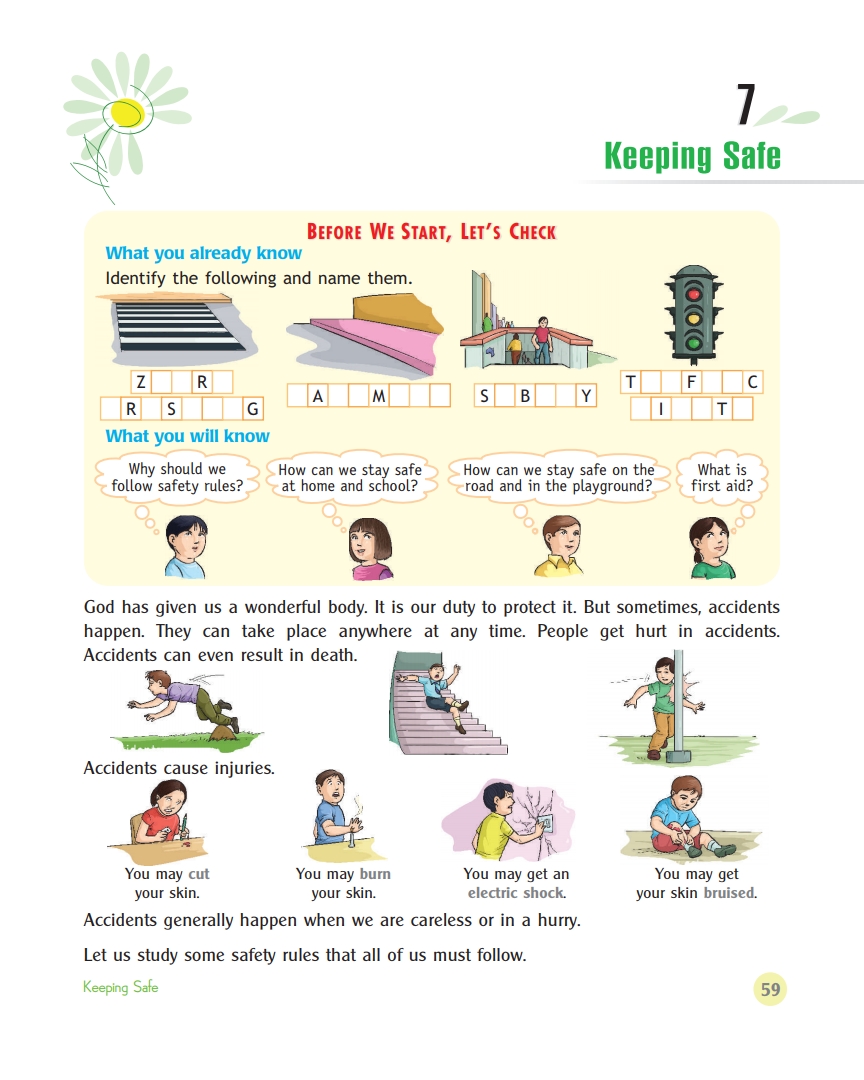 7
Keeping Safe
BEFORE WE START, LET'S CHECK
What you already know
Identify the following and name them.
Z R
R S G
A M
S B Y
T F C
I T
What you will know
Why should we
follow safety rules?
How can we stay safe
at home and school?
How can we stay safe on the
road and in the playground?
What is
first aid?
God has given us a wonderful body. It is our duty to protect it. But sometimes, accidents
happen. They can take place anywhere at any time. People get hurt in accidents.
Accidents can even result in death.
Accidents cause injuries.
You may cut
your skin.
You may burn
your skin.
You may get an
electric shock.
You may get
your skin bruised.
Accidents generally happen when we are careless or in a hurry.
Let us study some safety rules that all of us must follow.
Keeping Safe
59